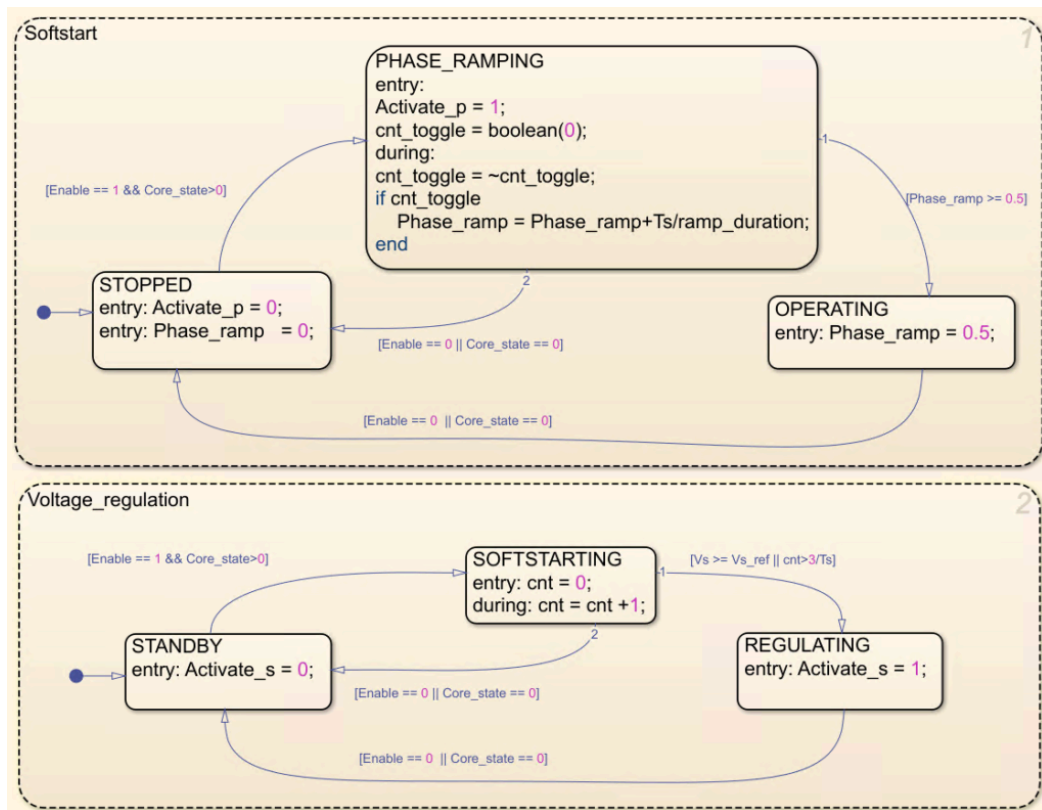 Softstart
1
PHASE_RAMPING
entry:
Activate_p = 1;
cnt_toggle = boolean(0);
during:
cnt_toggle = ~cnt_toggle;
if cnt_toggle
Phase_ramp = Phase_ramp+Ts/ramp_duration;
end
1
2
[Enable == 1 && Core_state>0]
[Phase_ramp >= 0.5]
STOPPED
entry: Activate_p = 0;
entry: Phase_ramp = 0;
OPERATING
entry: Phase_ramp = 0.5;
[Enable == 0 || Core_state == 0]
[Enable == 0 || Core_state == 0]
Voltage_regulation
2
[Enable == 1 && Core_state>0]
SOFTSTARTING
entry: cnt = 0;
during: cnt = cnt +1;
1
2
[Vs >= Vs_ref || cnt>3/Ts]
STANDBY
entry: Activate_s = 0;
REGULATING
entry: Activate_s = 1;
[Enable == 0 || Core_state == 0]
[Enable == 0 || Core_state == 0]